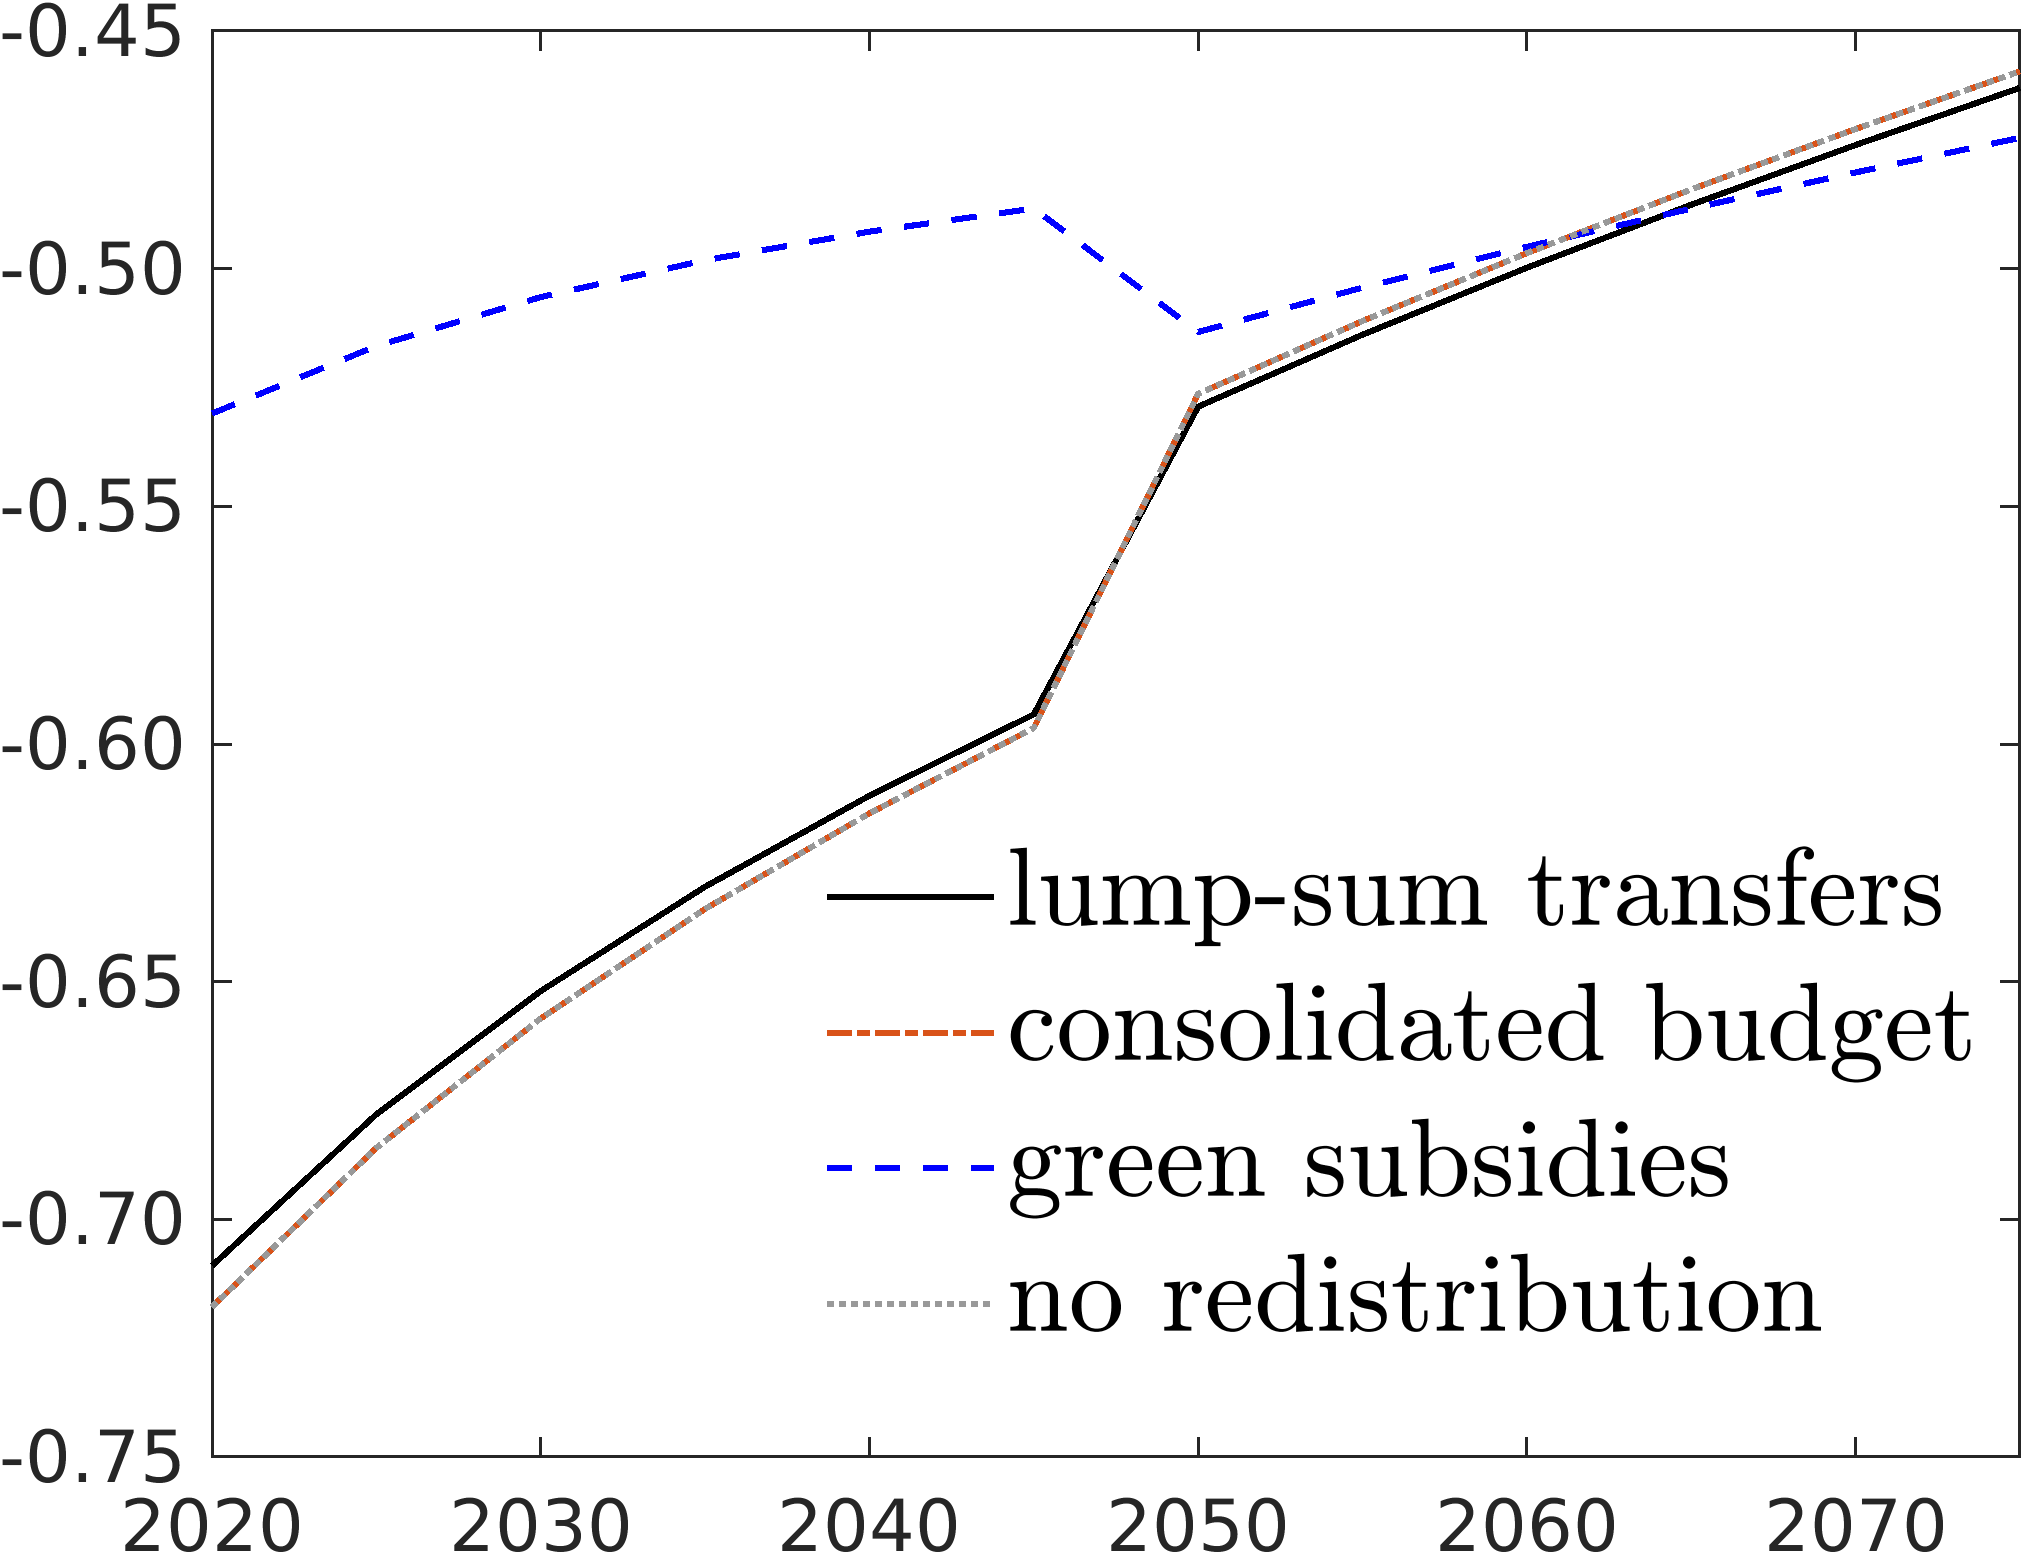 -0.45
-0.50
-0.55
-0.60
-0.65
-0.70
-0.75
lump-sum transfers
consolidated budget
green subsidies
no redistribution
2020 2030 2040 2050 2060 2070